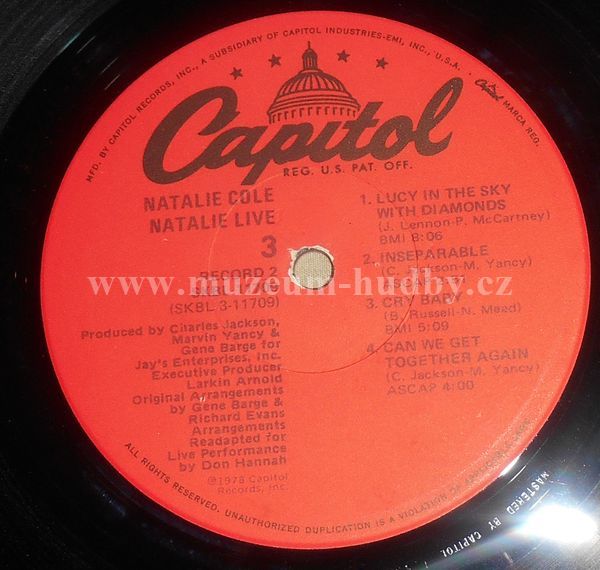 MFD. BY CAPITOL RECORDS, INC., A SUBSIDIARY OF CAPITOL INDUSTRIES-EMI, INC., U.S.A.
Capitol MARCA REG.
Capitol
REG. U.S. PAT. OFF.
NATALIE COLE
NATALIE LIVE
3
RECORD 2
(SKBL 3-11709)
Produced by Charles Jackson,
Marvin Yancy &
Gene Barge for
Jay's Enterprises, Inc.
Executive Producer
Larkin Arnold
Original Arrangements
by Gene Barge &
Richard Evans
Arrangements
Readapted for
Live Performance
by Don Hannah
℗1978 Capitol
Records, Inc.
1. LUCY IN THE SKY
WITH DIAMONDS
(J. Lennon-P. McCartney)
BMI 8:06
2. INSEPARABLE
(C. Jackson-M. Yancy)
ASCAP
3. CRY BABY
(B. Russell-N. Meed)
BMI 5:09
4. CAN WE GET
TOGETHER AGAIN
(C. Jackson-M. Yancy)
ASCAP 4:00
www.muzeum-hudby.cz
ALL RIGHTS RESERVED. UNAUTHORIZED DUPLICATION IS A VIOLATION OF
MASTERED BY CAPITOL